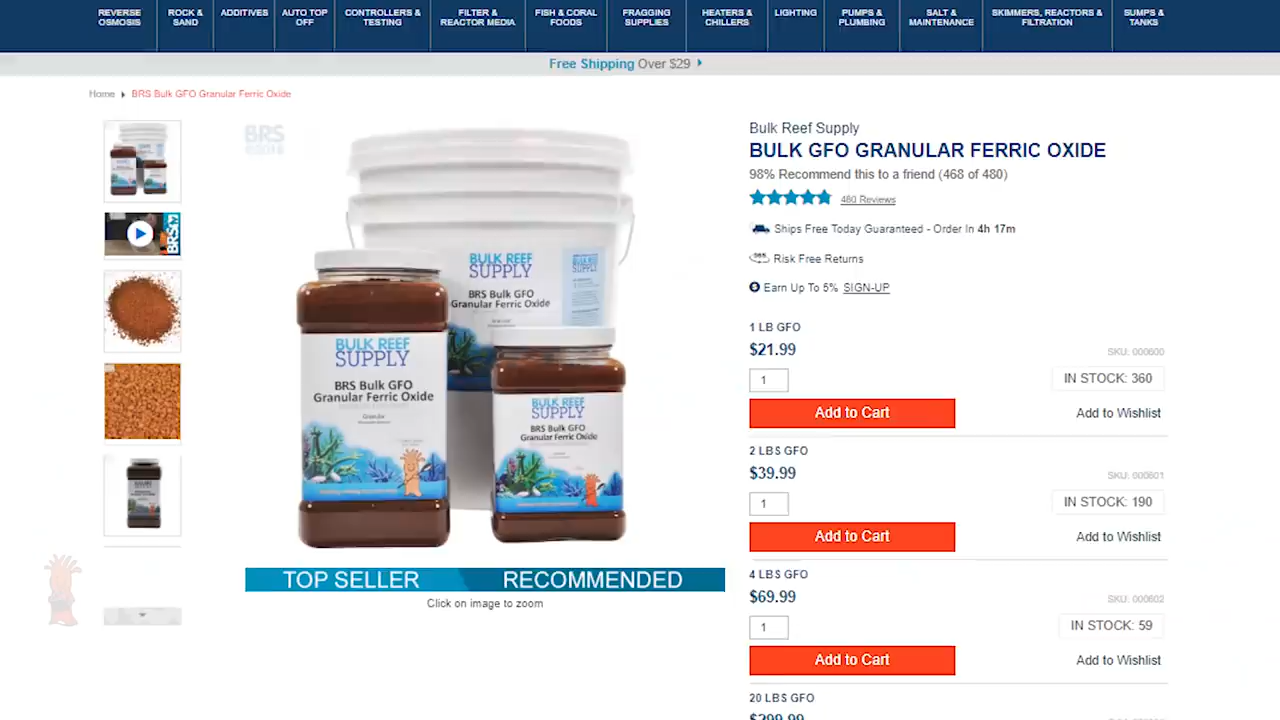 REVERSE OSMOSIS
ROCK & SAND
ADDITIVES
AUTO TOP OFF
CONTROLLERS & TESTING
FILTER & REACTOR MEDIA
FISH & CORAL FOODS
FRAGGING SUPPLIES
HEATERS & CHILLERS
LIGHTING
PUMPS & PLUMBING
SALT & MAINTENANCE
SKIMMERS, REACTORS & FILTRATION
SUMPS & TANKS
Free Shipping Over $29
Home
BRS Bulk GFO Granular Ferric Oxide
BRS
BRSTV
BULK REEF
SUPPLY
BRS Bulk GFO
Granular Ferric Oxide
BULK REEF
SUPPLY
BULK REEF
SUPPLY
BRS Bulk GFO
Granular Ferric Oxide
Granular
BULK REEF
SUPPLY
BRS Bulk GFO
Granular Ferric Oxide
TOP SELLER
RECOMMENDED
Click on image to zoom
Bulk Reef Supply
BULK GFO GRANULAR FERRIC OXIDE
98% Recommend this to a friend (468 of 480)
480 Reviews
Ships Free Today Guaranteed - Order In 4h 17m
Risk Free Returns
Earn Up To 5% SIGN-UP
1 LB GFO
$21.99
SKU: 000600
1
IN STOCK: 360
Add to Cart
Add to Wishlist
2 LBS GFO
$39.99
SKU: 000601
1
IN STOCK: 190
Add to Cart
Add to Wishlist
4 LBS GFO
$69.99
SKU: 000602
1
IN STOCK: 59
Add to Cart
Add to Wishlist
20 LBS GFO
$299.99